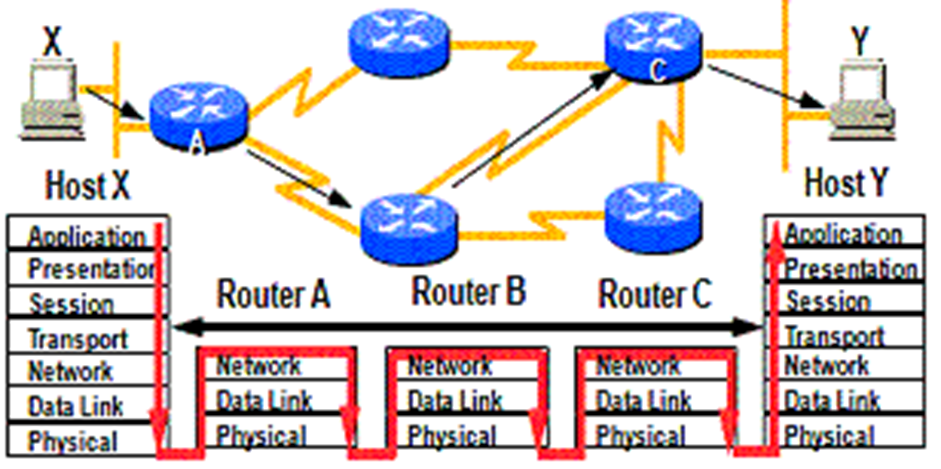 X
Y
A
C
Host X
Host Y
Application
Presentation
Session
Transport
Network
Data Link
Physical
Router A
Router B
Router C
Network
Data Link
Physical
Network
Data Link
Physical
Network
Data Link
Physical
Application
Presentation
Session
Transport
Network
Data Link
Physical